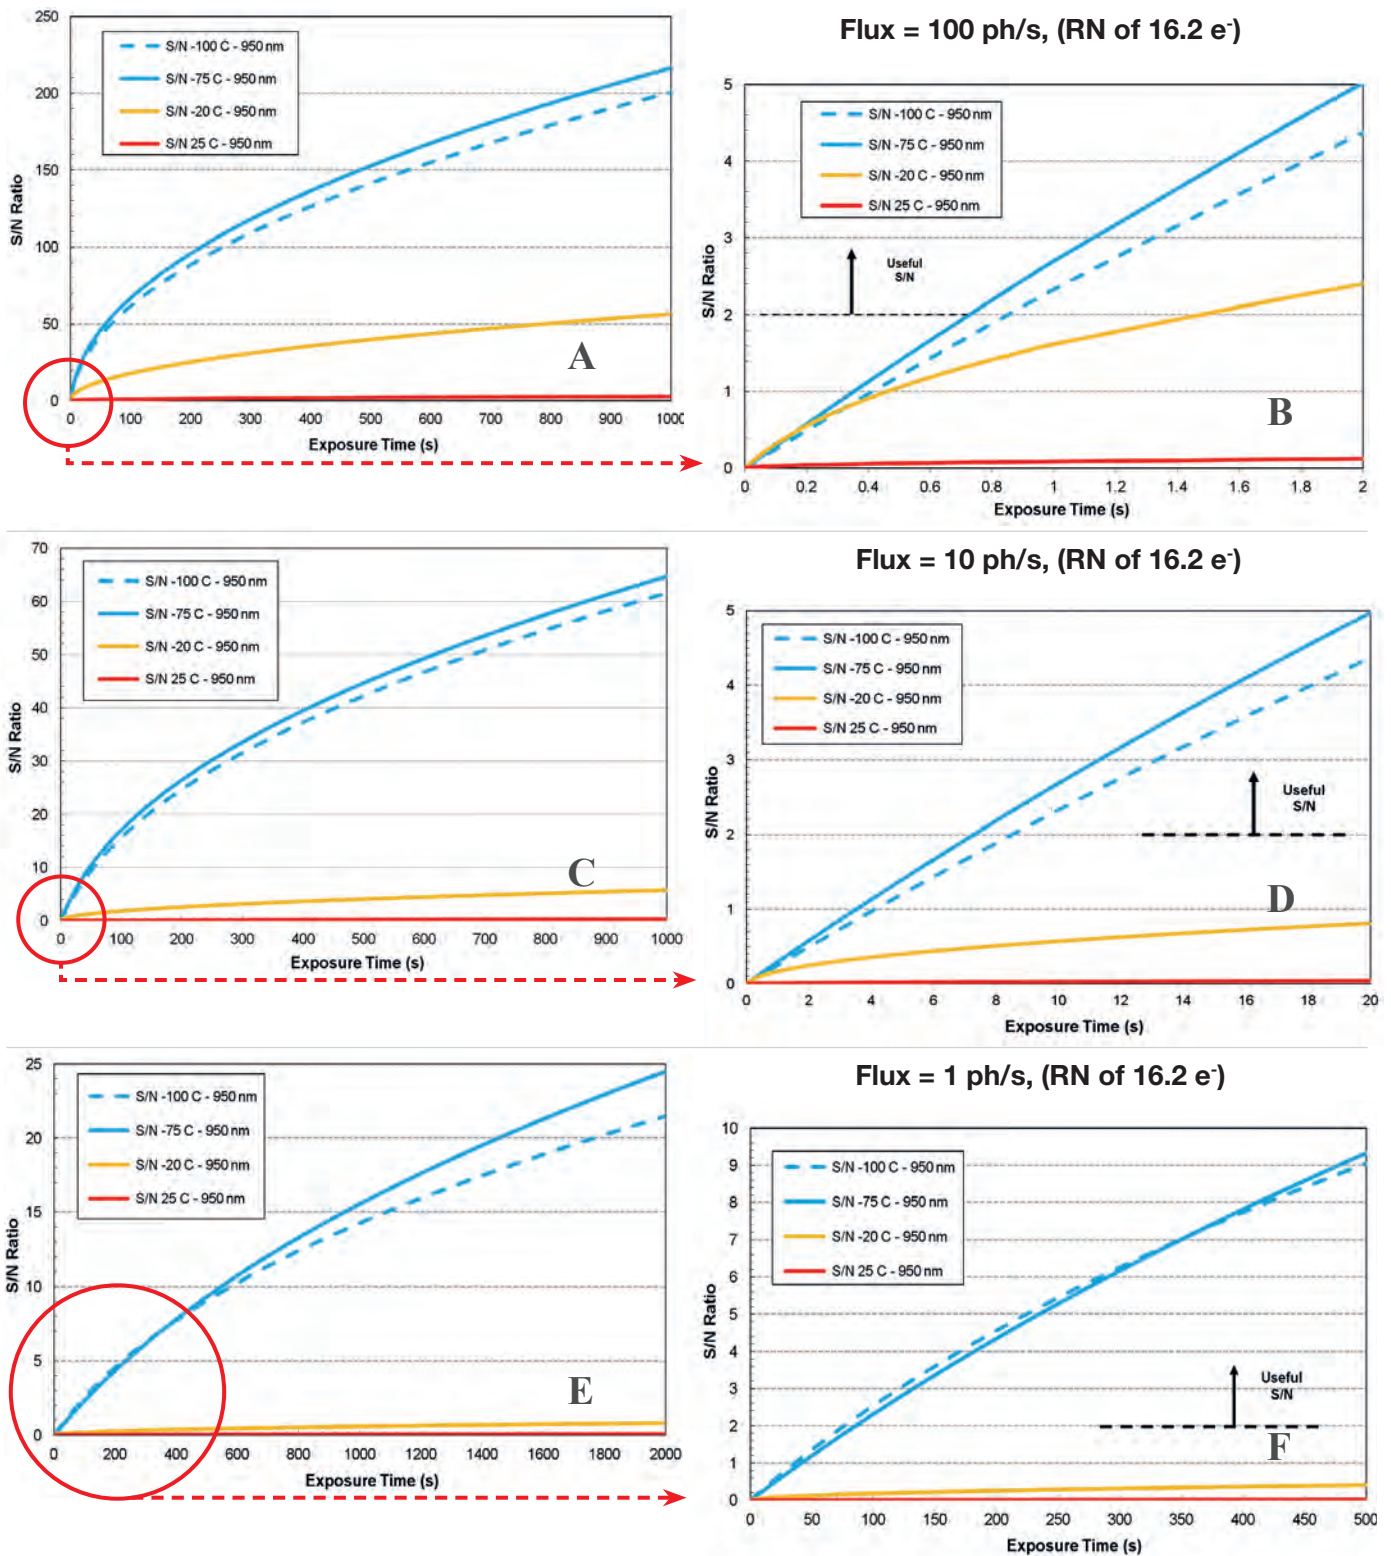 250
200
150
100
50
0
S/N Ratio
S/N -100 C - 950 nm
S/N -75 C - 950 nm
S/N -20 C - 950 nm
S/N 25 C - 950 nm
A
0 100 200 300 400 500 600 700 800 900 1000
Exposure Time (s)
Flux = 100 ph/s, (RN of 16.2 e-)
5
4
3
2
1
0
S/N Ratio
S/N -100 C - 950 nm
S/N -75 C - 950 nm
S/N -20 C - 950 nm
S/N 25 C - 950 nm
Useful
S/N
B
0 0.2 0.4 0.6 0.8 1 1.2 1.4 1.6 1.8 2
Exposure Time (s)
70
60
50
40
30
20
10
0
S/N Ratio
S/N -100 C - 950 nm
S/N -75 C - 950 nm
S/N -20 C - 950 nm
S/N 25 C - 950 nm
C
0 100 200 300 400 500 600 700 800 900 1000
Exposure Time (s)
Flux = 10 ph/s, (RN of 16.2 e-)
5
4
3
2
1
0
S/N Ratio
S/N -100 C - 950 nm
S/N -75 C - 950 nm
S/N -20 C - 950 nm
S/N 25 C - 950 nm
Useful
S/N
D
0 2 4 6 8 10 12 14 16 18 20
Exposure Time (s)
25
20
15
10
5
0
S/N Ratio
S/N -100 C - 950 nm
S/N -75 C - 950 nm
S/N -20 C - 950 nm
S/N 25 C - 950 nm
E
0 200 400 600 800 1000 1200 1400 1600 1800 2000
Exposure Time (s)
Flux = 1 ph/s, (RN of 16.2 e-)
10
9
8
7
6
5
4
3
2
1
0
S/N Ratio
S/N -100 C - 950 nm
S/N -75 C - 950 nm
S/N -20 C - 950 nm
S/N 25 C - 950 nm
Useful
S/N
F
0 50 100 150 200 250 300 350 400 450 500
Exposure Time (s)